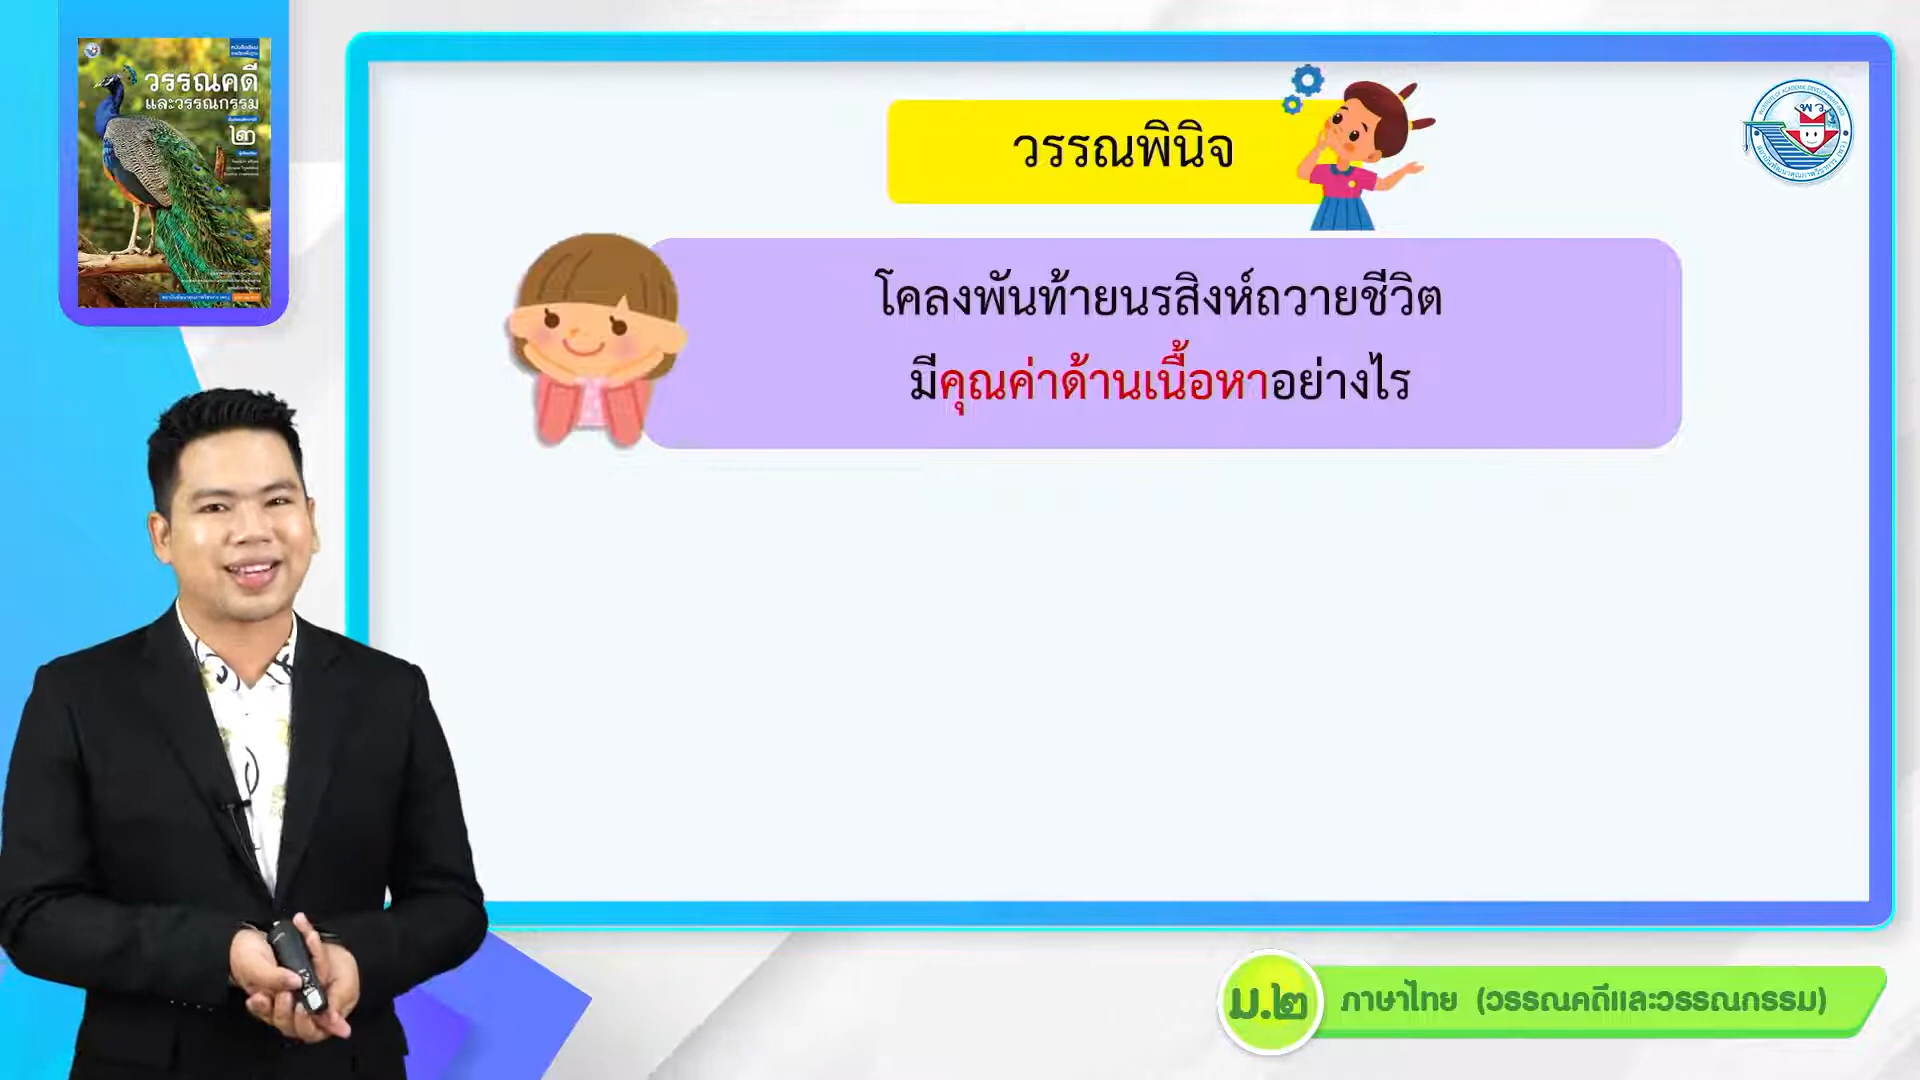 วรรณคดี
และวรรณกรรม
๒
วรรณพินิจ
พว.
โคลงพันท้ายนรสิงห์ถวายชีวิต
มีคุณค่าด้านเนื้อหาอย่างไร
ม.๒
ภาษาไทย (วรรณคดีและวรรณกรรม)